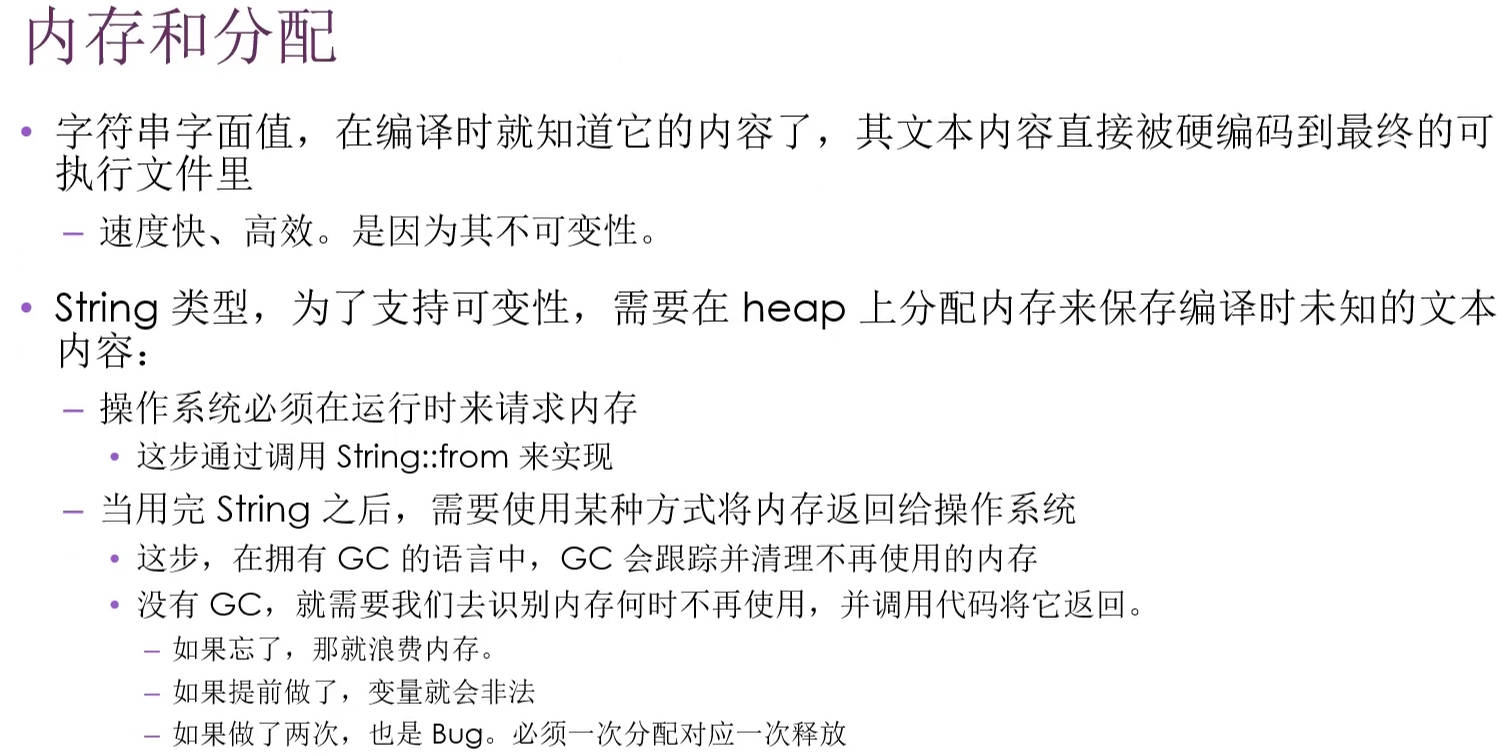 内存和分配
• 字符串字面值，在编译时就知道它的内容了，其文本内容直接被硬编码到最终的可
执行文件里
– 速度快、高效。是因为其不可变性。
• String 类型，为了支持可变性，需要在 heap 上分配内存来保存编译时未知的文本
内容：
– 操作系统必须在运行时来请求内存
• 这步通过调用 String::from 来实现
– 当用完 String 之后，需要使用某种方式将内存返回给操作系统
• 这步，在拥有 GC 的语言中，GC 会跟踪并清理不再使用的内存
• 没有 GC，就需要我们去识别内存何时不再使用，并调用代码将它返回。
– 如果忘了，那就浪费内存。
– 如果提前做了，变量就会非法
– 如果做了两次，也是 Bug。必须一次分配对应一次释放